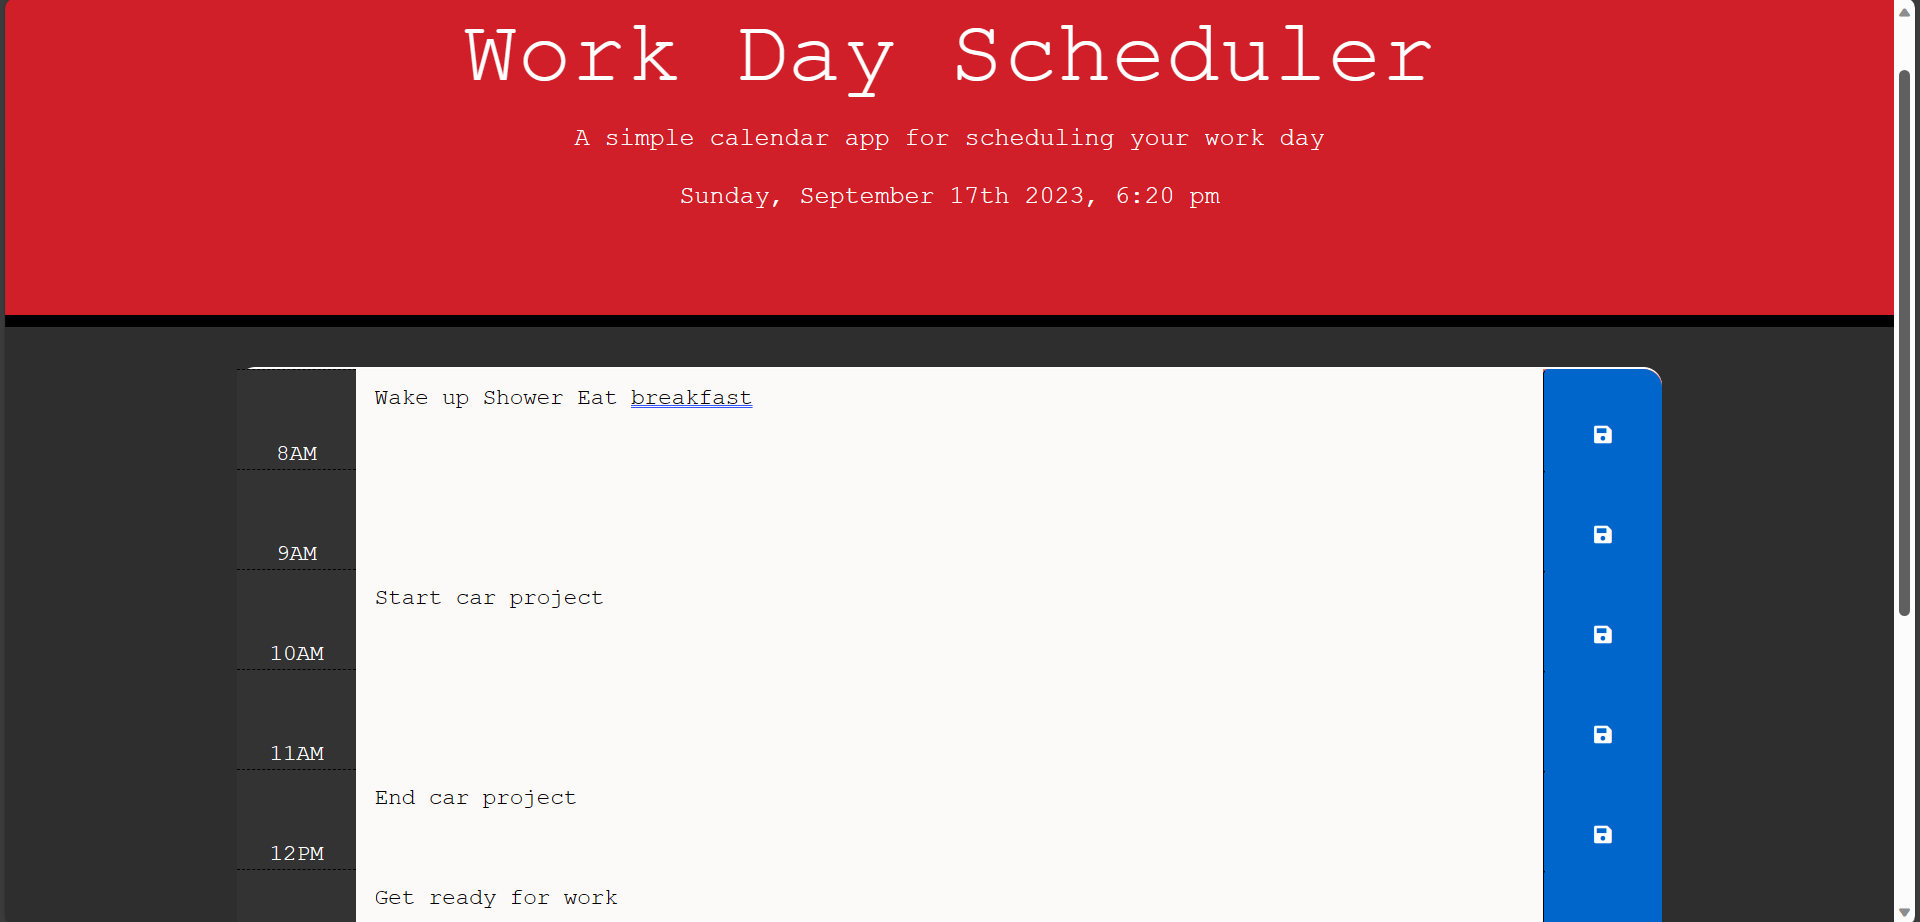 Work Day Scheduler
A simple calendar app for scheduling your work day
Sunday, September 17th 2023, 6:20 pm
Wake up Shower Eat breakfast
8AM
9AM
Start car project
10AM
11AM
End car project
12PM
Get ready for work